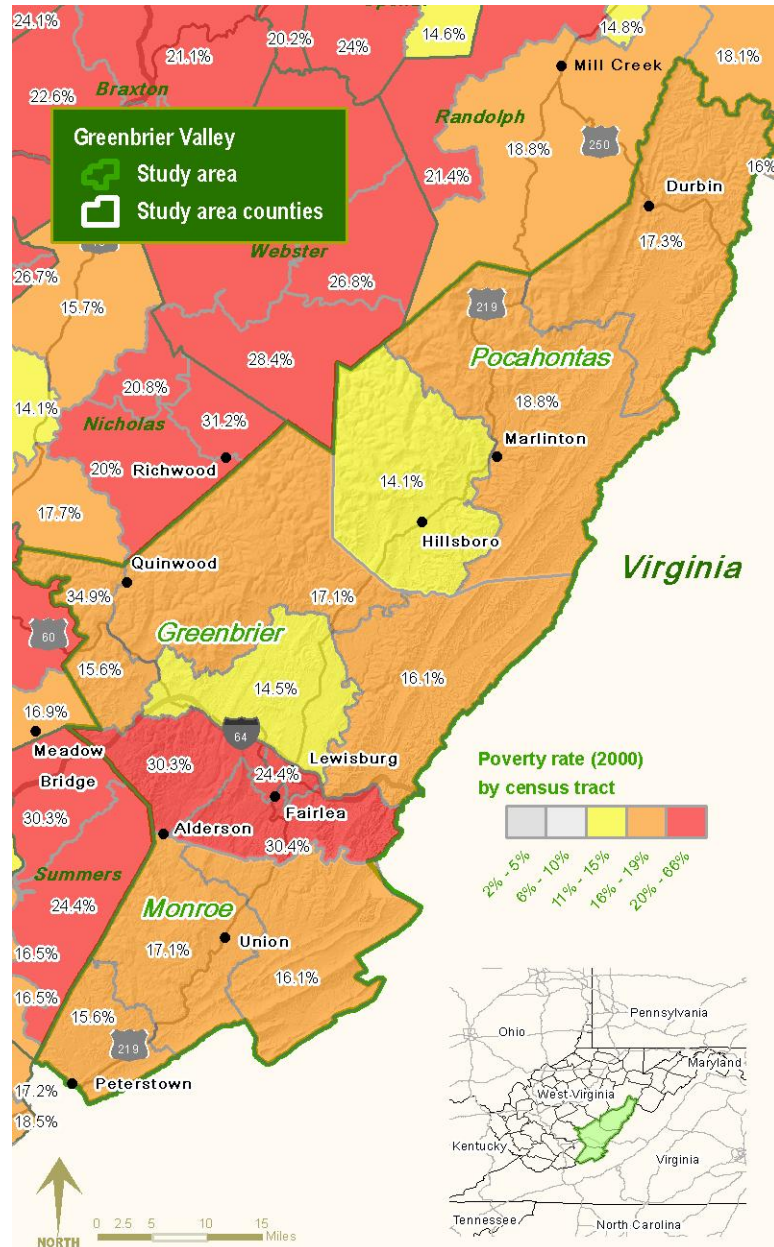 24.1%
20.2%
24%
14.6%
14.8%
21.1%
18.1%
Mill Creek
Braxton
22.6%
Randolph
Greenbrier Valley
Study area
Study area counties
250
18.8%
21.4%
16%
Durbin
17.3%
Webster
26.8%
26.7%
15.7%
219
Pocahontas
28.4%
20.8%
14.1%
31.2%
18.8%
Nicholas
Marlinton
20%
Richwood
14.1%
17.7%
Hillsboro
Quinwood
Virginia
34.9%
17.1%
60
Greenbrier
15.6%
16.1%
14.5%
16.9%
64
Meadow
Bridge
30.3%
Lewisburg
24.4%
Poverty rate (2000)
by census tract
30.3%
Fairlea
Alderson
30.4%
2% - 5%
6% - 10%
11% - 15%
16% - 19%
20% - 66%
Summers
24.4%
Monroe
Union
17.1%
16.5%
16.1%
16.5%
15.6%
219
Peterstown
17.2%
18.5%
Pennsylvania
Ohio
Maryland
West Virginia
Kentucky
Virginia
Tennessee
North Carolina
NORTH
0 2.5 5 10 15
Miles